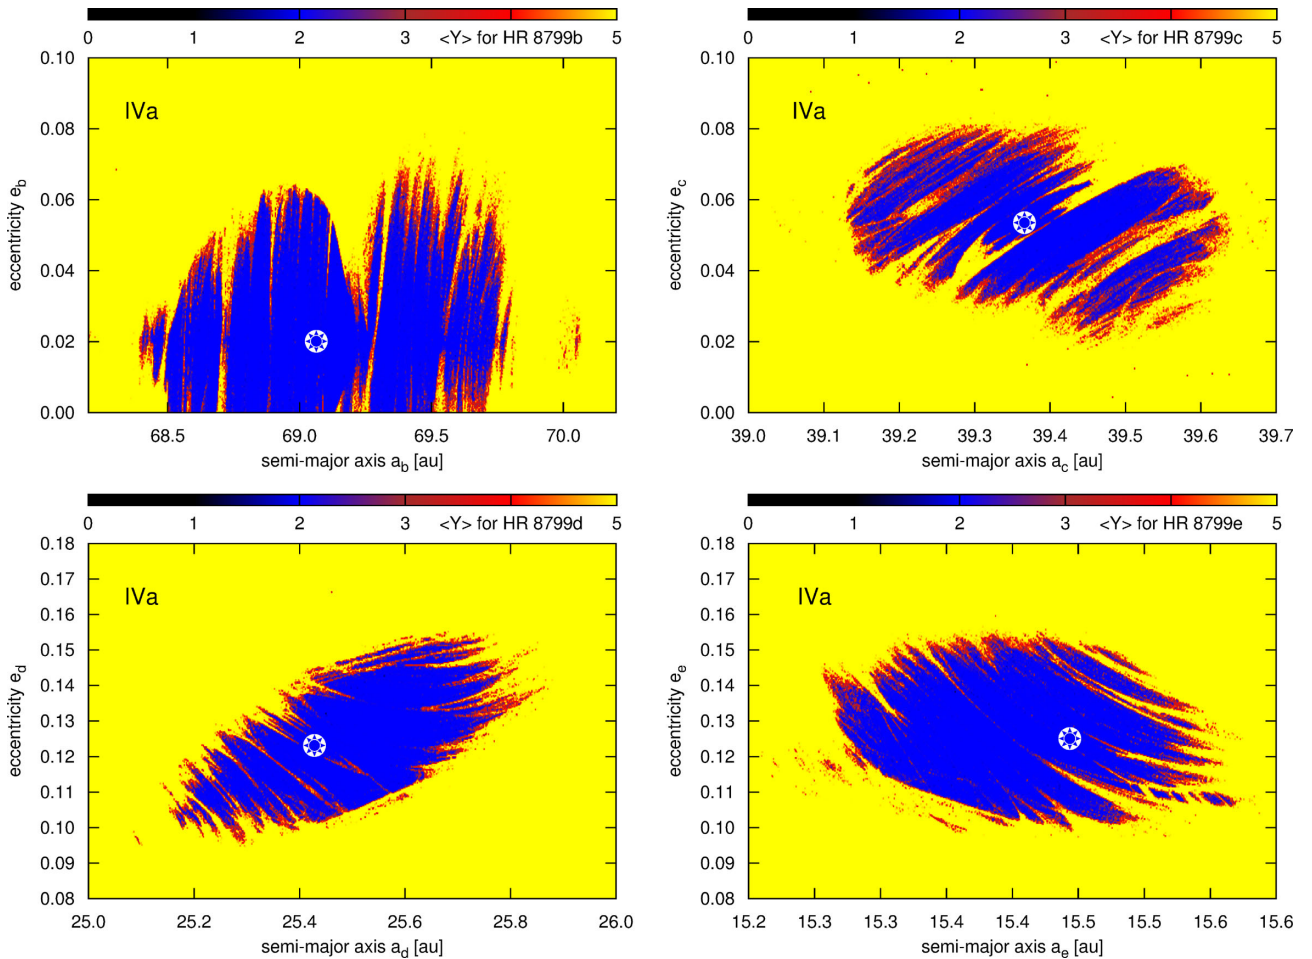 0 1 2 3 <Y> for HR 8799b 5
0.10
0.08
0.06
0.04
0.02
0.00
eccentricity e_b
IVa
68.5 69.0 69.5 70.0
semi-major axis a_b [au]
0 1 2 3 <Y> for HR 8799c 5
0.10
0.08
0.06
0.04
0.02
0.00
eccentricity e_c
IVa
39.0 39.1 39.2 39.3 39.4 39.5 39.6 39.7
semi-major axis a_c [au]
0 1 2 3 <Y> for HR 8799d 5
0.18
0.17
0.16
0.15
0.14
0.13
0.12
0.11
0.10
0.09
0.08
eccentricity e_d
IVa
25.0 25.2 25.4 25.6 25.8 26.0
semi-major axis a_d [au]
0 1 2 3 <Y> for HR 8799e 5
0.18
0.17
0.16
0.15
0.14
0.13
0.12
0.11
0.10
0.09
0.08
eccentricity e_e
IVa
15.2 15.3 15.3 15.4 15.4 15.5 15.5 15.6 15.6
semi-major axis a_e [au]